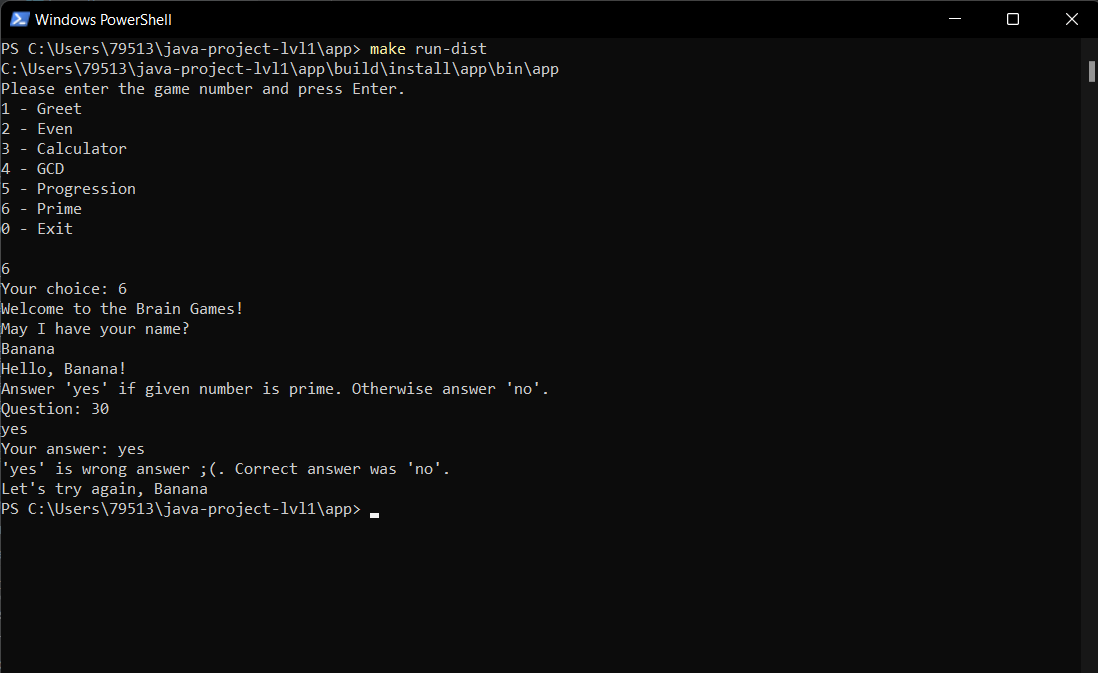 Windows PowerShell
PS C:\Users\79513\java-project-lvl1\app> make run-dist
C:\Users\79513\java-project-lvl1\app\build\install\app\bin\app
Please enter the game number and press Enter.
1 - Greet
2 - Even
3 - Calculator
4 - GCD
5 - Progression
6 - Prime
0 - Exit
6
Your choice: 6
Welcome to the Brain Games!
May I have your name?
Banana
Hello, Banana!
Answer 'yes' if given number is prime. Otherwise answer 'no'.
Question: 30
yes
Your answer: yes
'yes' is wrong answer ;(. Correct answer was 'no'.
Let's try again, Banana
PS C:\Users\79513\java-project-lvl1\app>